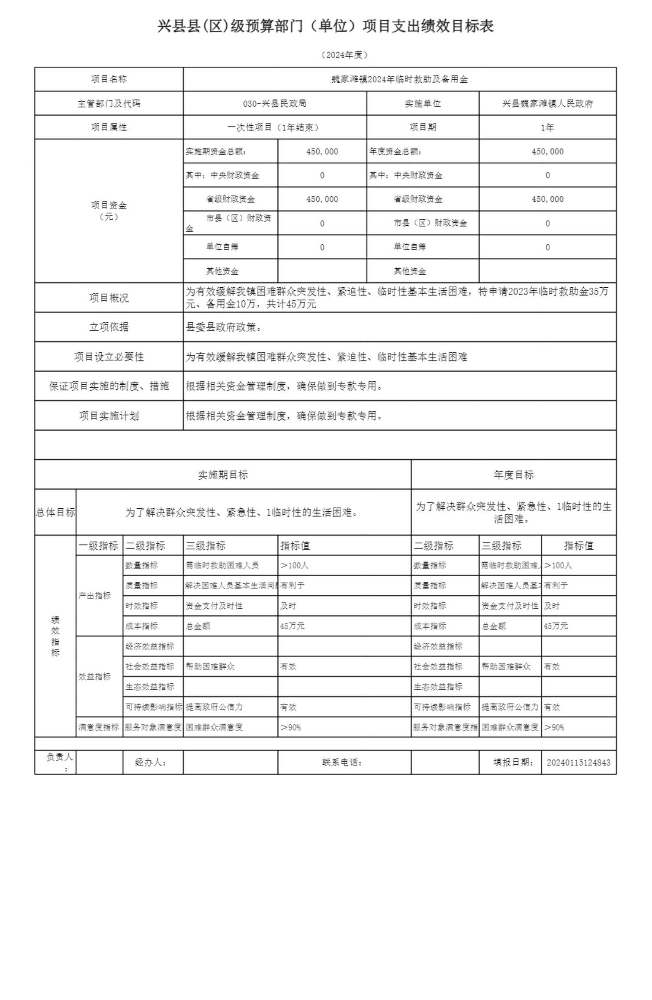 兴县县(区)级预算部门（单位）项目支出绩效目标表
（2024年度）
项目名称 魏家滩镇2024年临时救助及备用金
主管部门及代码 030-兴县民政局 实施单位 兴县魏家滩镇人民政府
项目属性 一次性项目（1年结束） 项目期 1年
项目资金
（元）
实施期资金总额： 450,000 年度资金总额： 450,000
其中：中央财政资金 0 其中：中央财政资金 0
省级财政资金 450,000 省级财政资金 450,000
市县（区）财政资
金 0 市县（区）财政资金 0
单位自筹 0 单位自筹 0
其他资金 其他资金
项目概况 为有效缓解我镇困难群众突发性、紧迫性、临时性基本生活困难，特申请2023年临时救助金35万
元、备用金10万，共计45万元
立项依据 县委县政府政策。
项目设立必要性 为有效缓解我镇困难群众突发性、紧迫性、临时性基本生活困难
保证项目实施的制度、措施 根据相关资金管理制度，确保做到专款专用。
项目实施计划 根据相关资金管理制度，确保做到专款专用。
实施期目标 年度目标
总体目标 为了解决群众突发性、紧急性、1临时性的生活困难。 为了解决群众突发性、紧急性、1临时性的生
活困难。
绩
效
指
标
一级指标 二级指标 三级指标 指标值 二级指标 三级指标 指标值
产出指标
数量指标 需临时救助困难人员 >100人 数量指标 需临时救助困难 >100人
质量指标 解决困难人员基本生活问 有利于 质量指标 解决困难人员基 有利于
时效指标 资金支付及时性 及时 时效指标 资金支付及时性 及时
成本指标 总金额 45万元 成本指标 总金额 45万元
效益指标
经济效益指标 经济效益指标
社会效益指标 帮助困难群众 有效 社会效益指标 帮助困难群众 有效
生态效益指标 生态效益指标
可持续影响指标 提高政府公信力 有效 可持续影响指标 提高政府公信力 有效
满意度指标 服务对象满意度 困难群众满意度 >90% 服务对象满意度指 困难群众满意度 >90%
负责人
： 经办人： 联系电话： 填报日期： 20240115124843